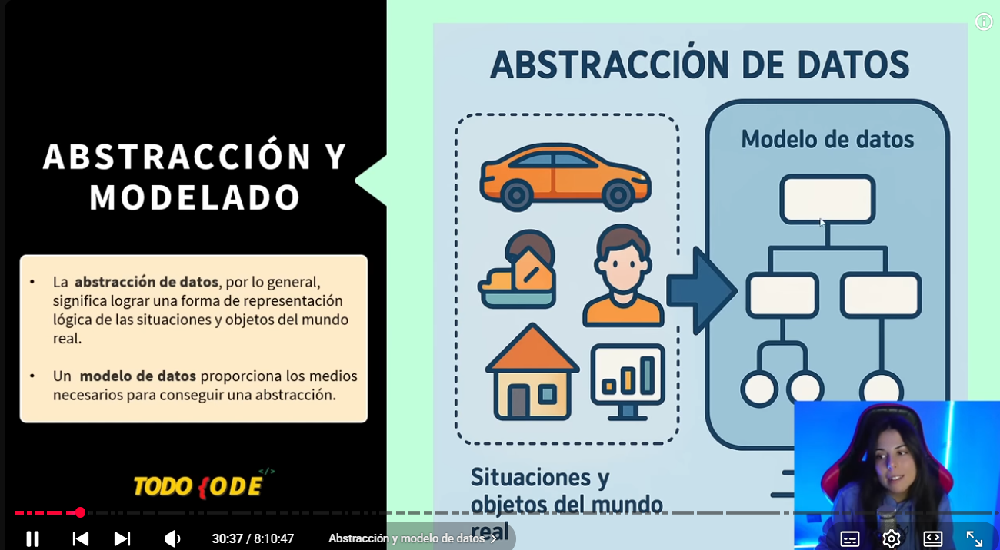 ABSTRACCIÓN Y
MODELADO
• La abstracción de datos, por lo general,
significa lograr una forma de representación
lógica de las situaciones y objetos del mundo
real.
• Un modelo de datos proporciona los medios
necesarios para conseguir una abstracción.
TODO {ODE
</>
ABSTRACCIÓN DE DATOS
Modelo de datos
Situaciones y
objetos del mundo
real
30:37 / 8:10:47
Abstracción y modelo de datos